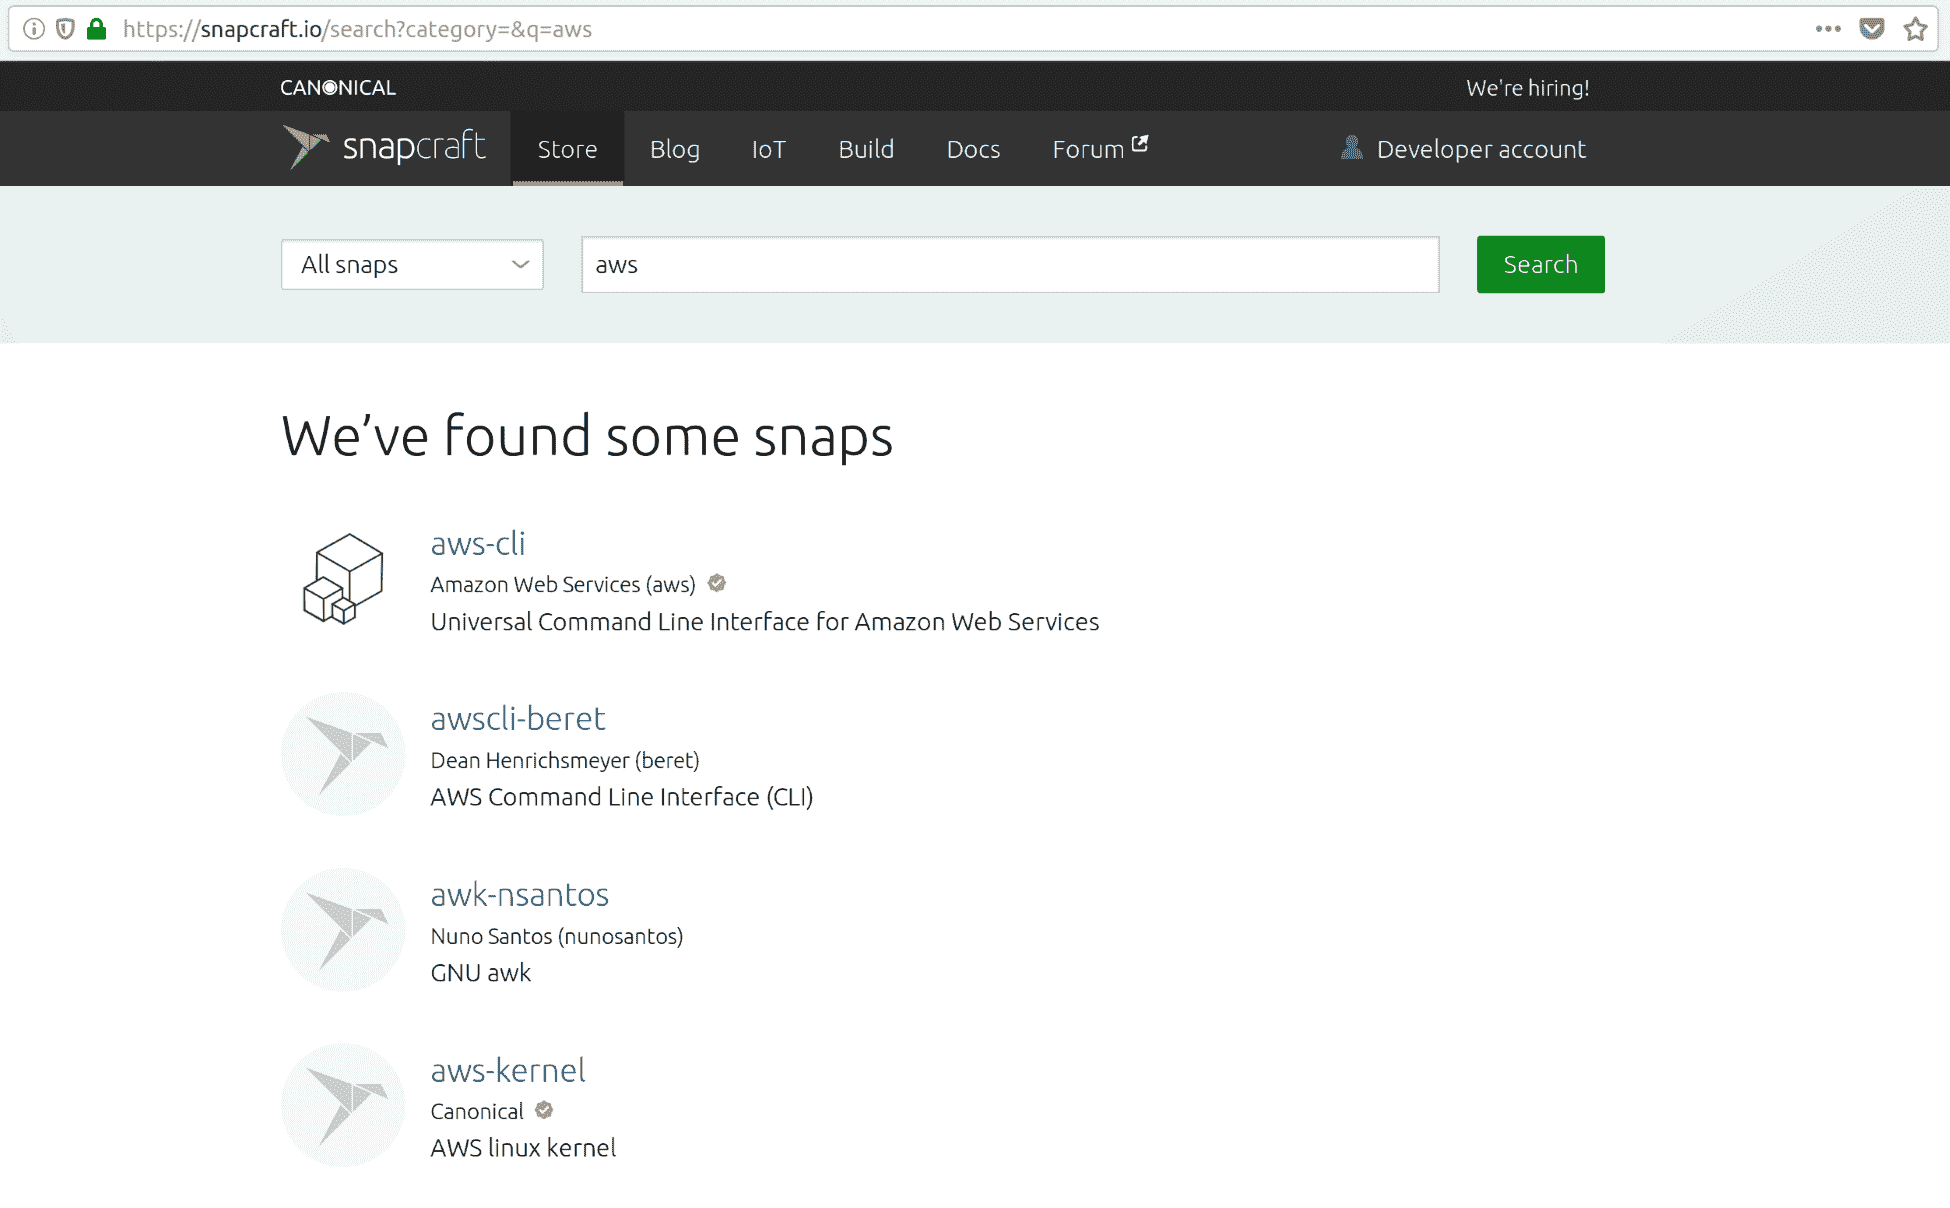 https://snapcraft.io/search?category=&q=aws
CANONICAL
We're hiring!
snapcraft
Store
Blog
IoT
Build
Docs
Forum
Developer account
All snaps
aws
Search
We’ve found some snaps
aws-cli
Amazon Web Services (aws)
Universal Command Line Interface for Amazon Web Services
awscli-beret
Dean Henrichsmeyer (beret)
AWS Command Line Interface (CLI)
awk-nsantos
Nuno Santos (nunosantos)
GNU awk
aws-kernel
Canonical
AWS linux kernel